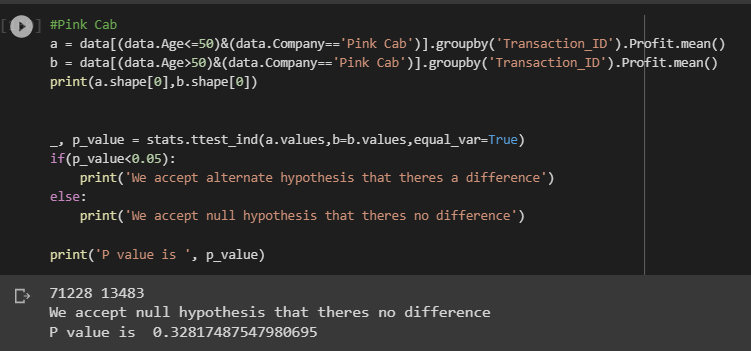 #Pink Cab
a = data[(data.Age<=50)&(data.Company=='Pink Cab')].groupby('Transaction_ID').Profit.mean()
b = data[(data.Age>50)&(data.Company=='Pink Cab')].groupby('Transaction_ID').Profit.mean()
print(a.shape[0],b.shape[0])
_, p_value = stats.ttest_ind(a.values,b=b.values,equal_var=True)
if(p_value<0.05):
    print('We accept alternate hypothesis that theres a difference')
else:
    print('We accept null hypothesis that theres no difference')
print('P value is ', p_value)
71228 13483
We accept null hypothesis that theres no difference
P value is  0.32817487547980695